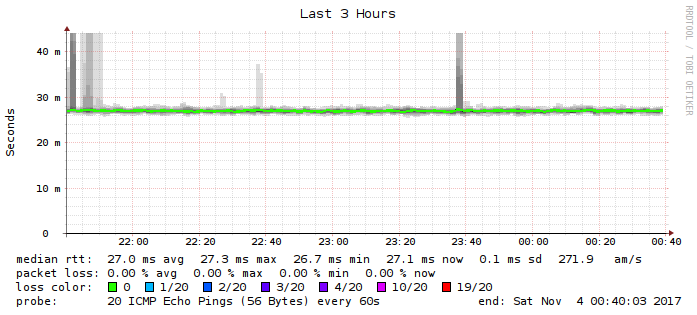 Last 3 Hours
RRDTOOL / TOBI OETIKER
Seconds
40 m
30 m
20 m
10 m
0
22:00 22:20 22:40 23:00 23:20 23:40 00:00 00:20 00:40
median rtt: 27.0 ms avg 27.3 ms max 26.7 ms min 27.1 ms now 0.1 ms sd 271.9 am/s
packet loss: 0.00 % avg 0.00 % max 0.00 % min 0.00 % now
loss color: 0 1/20 2/20 3/20 4/20 10/20 19/20
probe: 20 ICMP Echo Pings (56 Bytes) every 60s end: Sat Nov 4 00:40:03 2017